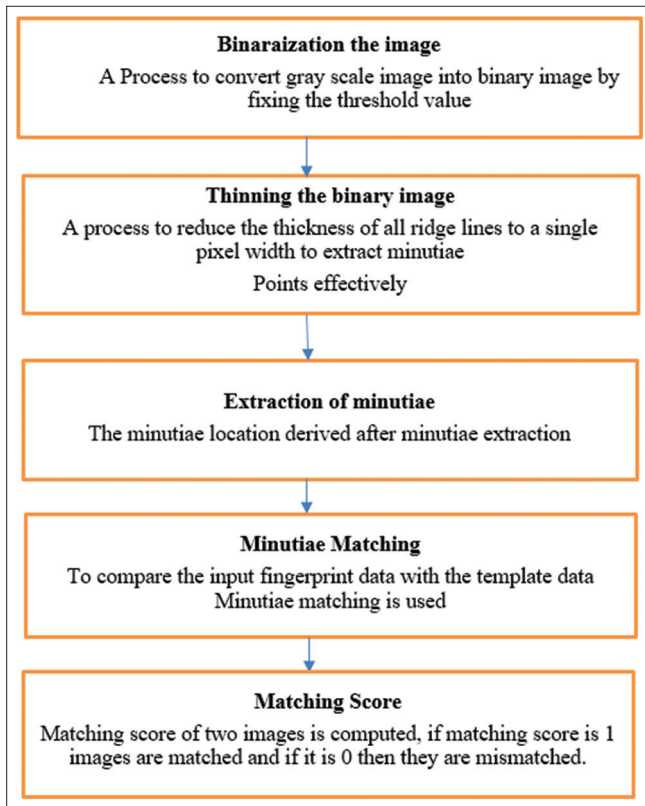 Binaraization the image
A Process to convert gray scale image into binary image by
fixing the threshold value
Thinning the binary image
A process to reduce the thickness of all ridge lines to a single
pixel width to extract minutiae
Points effectively
Extraction of minutiae
The minutiae location derived after minutiae extraction
Minutiae Matching
To compare the input fingerprint data with the template data
Minutiae matching is used
Matching Score
Matching score of two images is computed, if matching score is 1
images are matched and if it is 0 then they are mismatched.